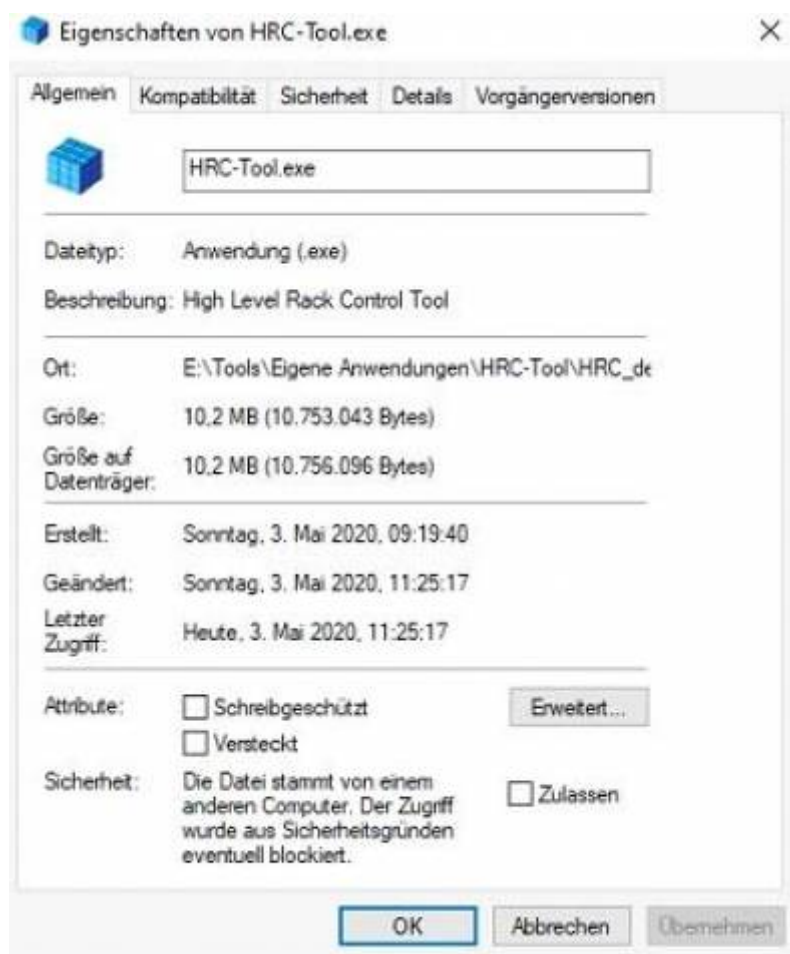 Eigenschaften von HRC-Tool.exe
Allgemein Kompatibilität Sicherheit Details Vorgängerversionen
HRC-Tool.exe
Dateityp: Anwendung (.exe)
Beschreibung: High Level Rack Control Tool
Ort: E:\Tools\Eigene Anwendungen\HRC-Tool\HRC_de
Größe: 10,2 MB (10.753.043 Bytes)
Größe auf
Datenträger: 10,2 MB (10.756.096 Bytes)
Erstellt: Sonntag, 3. Mai 2020, 09:19:40
Geändert: Sonntag, 3. Mai 2020, 11:25:17
Letzter
Zugriff: Heute, 3. Mai 2020, 11:25:17
Attribute: Schreibgeschützt Erweitert...
Versteckt
Sicherheit: Die Datei stammt von einem
anderen Computer. Der Zugriff
wurde aus Sicherheitsgründen
eventuell blockiert.
Zulassen
OK Abbrechen Übernehmen